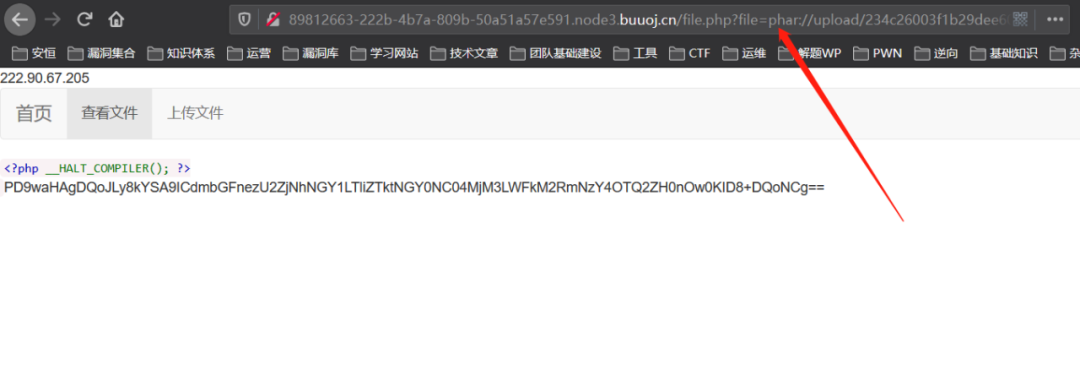 89812663-222b-4b7a-809b-50a51a57e591.node3.buuoj.cn/file.php?file=phar://upload/234c26003f1b29dee6
安恒 漏洞集合 知识体系 运营 漏洞库 学习网站 技术文章 团队基础建设 工具 CTF 运维 解题WP PWN 逆向 基础知识 杂
222.90.67.205
首页 查看文件 上传文件
<?php __HALT_COMPILER(); ?>
PD9waHAgDQoJLy8kYSA9ICdmbGFnezU2ZjNhNGY1LTliZTktNGY0NC04MjM3LWFkM2RmNzY4OTQ2ZH0nOw0KID8+DQoNCg==